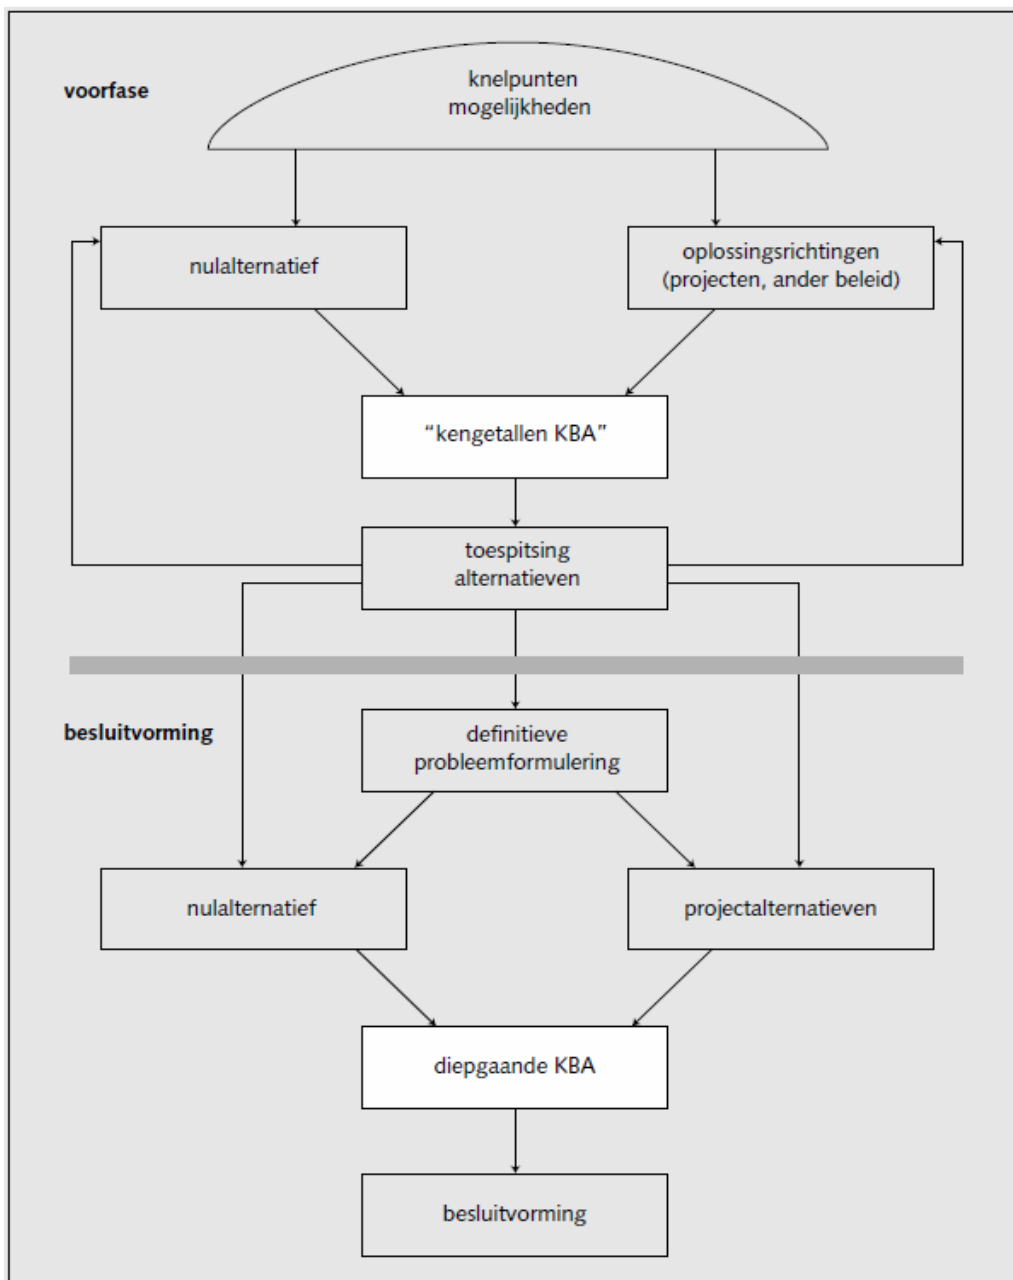 voorfase
knelpunten
mogelijkheden
nulalternatief
oplossingsrichtingen
(projecten, ander beleid)
“kengetallen KBA”
toespitsing
alternatieven
besluitvorming
definitieve
probleemformulering
nulalternatief
projectalternatieven
diepgaande KBA
besluitvorming